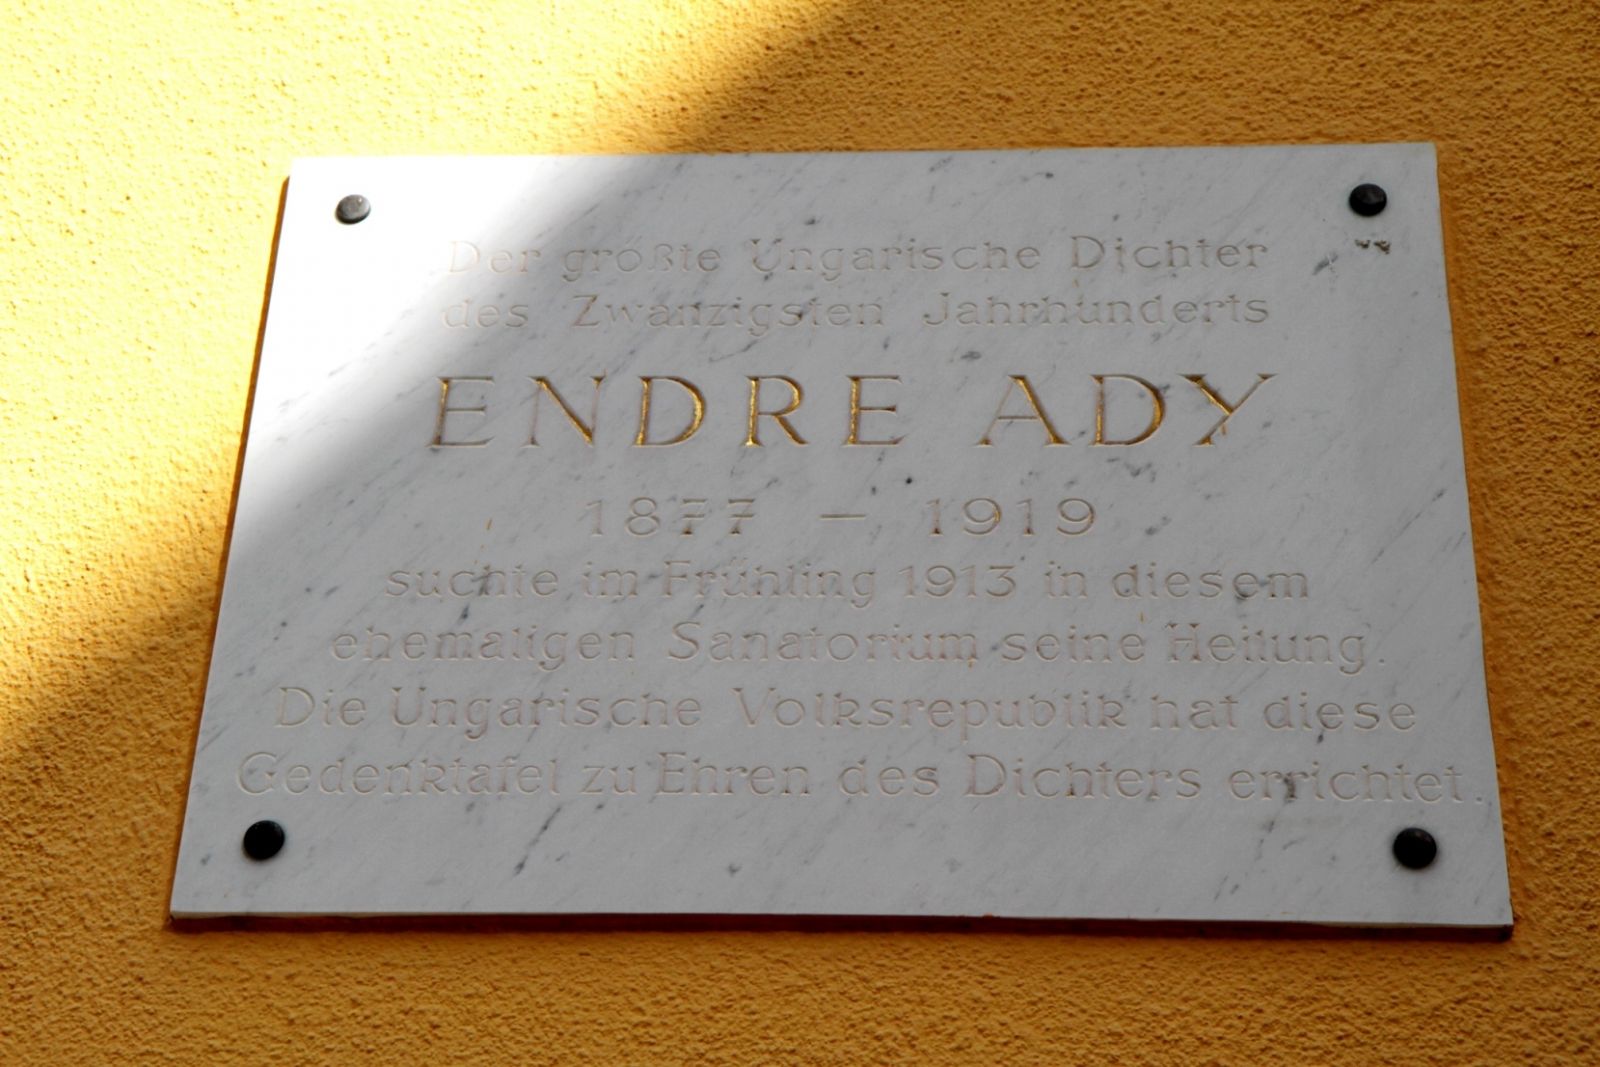 Der größte Ungarische Dichter
des Zwanzigsten Jahrhunderts
ENDRE ADY
1877 – 1919
suchte im Frühling 1913 in diesem
ehemaligen Sanatorium seine Heilung.
Die Ungarische Volksrepublik hat diese
Gedenktafel zu Ehren des Dichters errichtet.